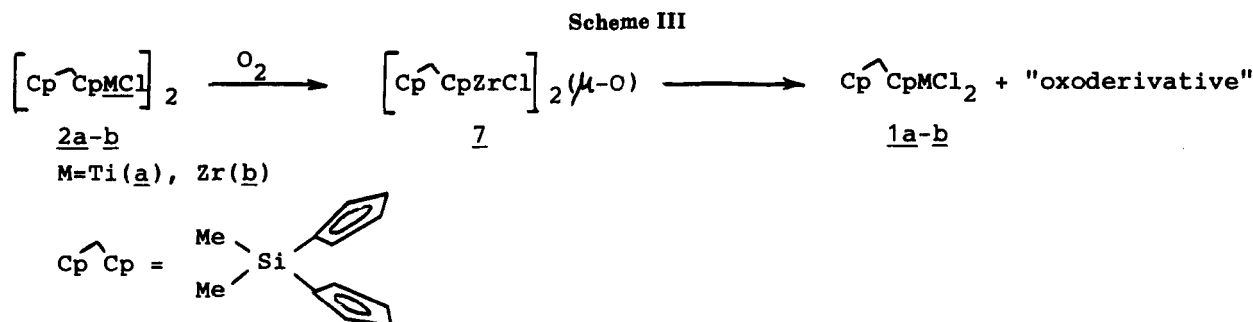 Scheme III
[Cp^CpMCl]2 O2 [Cp^CpZrCl]2(μ-O) Cp^CpMCl2 + "oxoderivative"
2a-b 7 1a-b
M=Ti(a), Zr(b)
Me
Cp^Cp = Si
Me